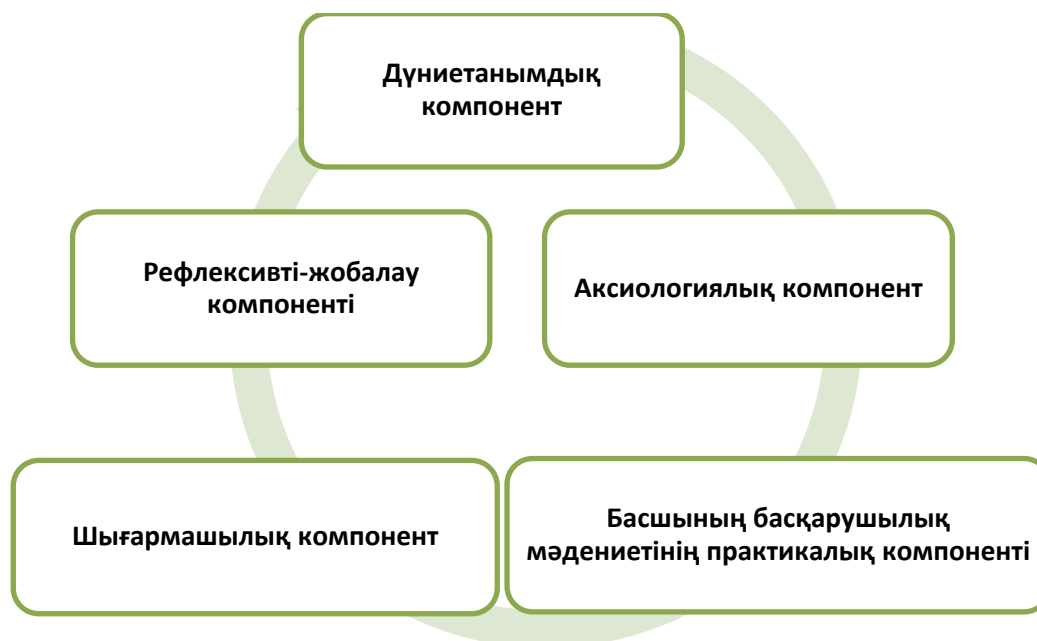 Дүниетанымдық
компонент
Рефлексивті-жобалау
компоненті
Аксиологиялық компонент
Шығармашылық компонент
Басшының басқарушылық
мәдениетінің практикалық компоненті